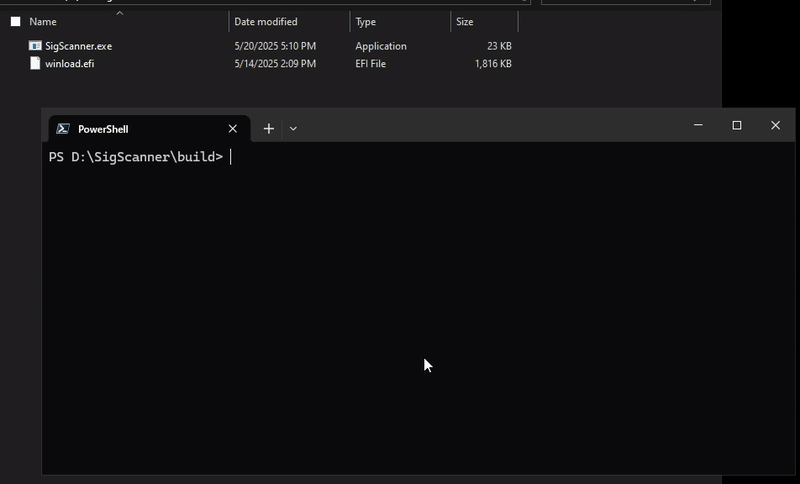 Name Date modified Type Size
SigScanner.exe 5/20/2025 5:10 PM Application 23 KB
winload.efi 5/14/2025 2:09 PM EFI File 1,816 KB
PowerShell
PS D:\SigScanner\build>